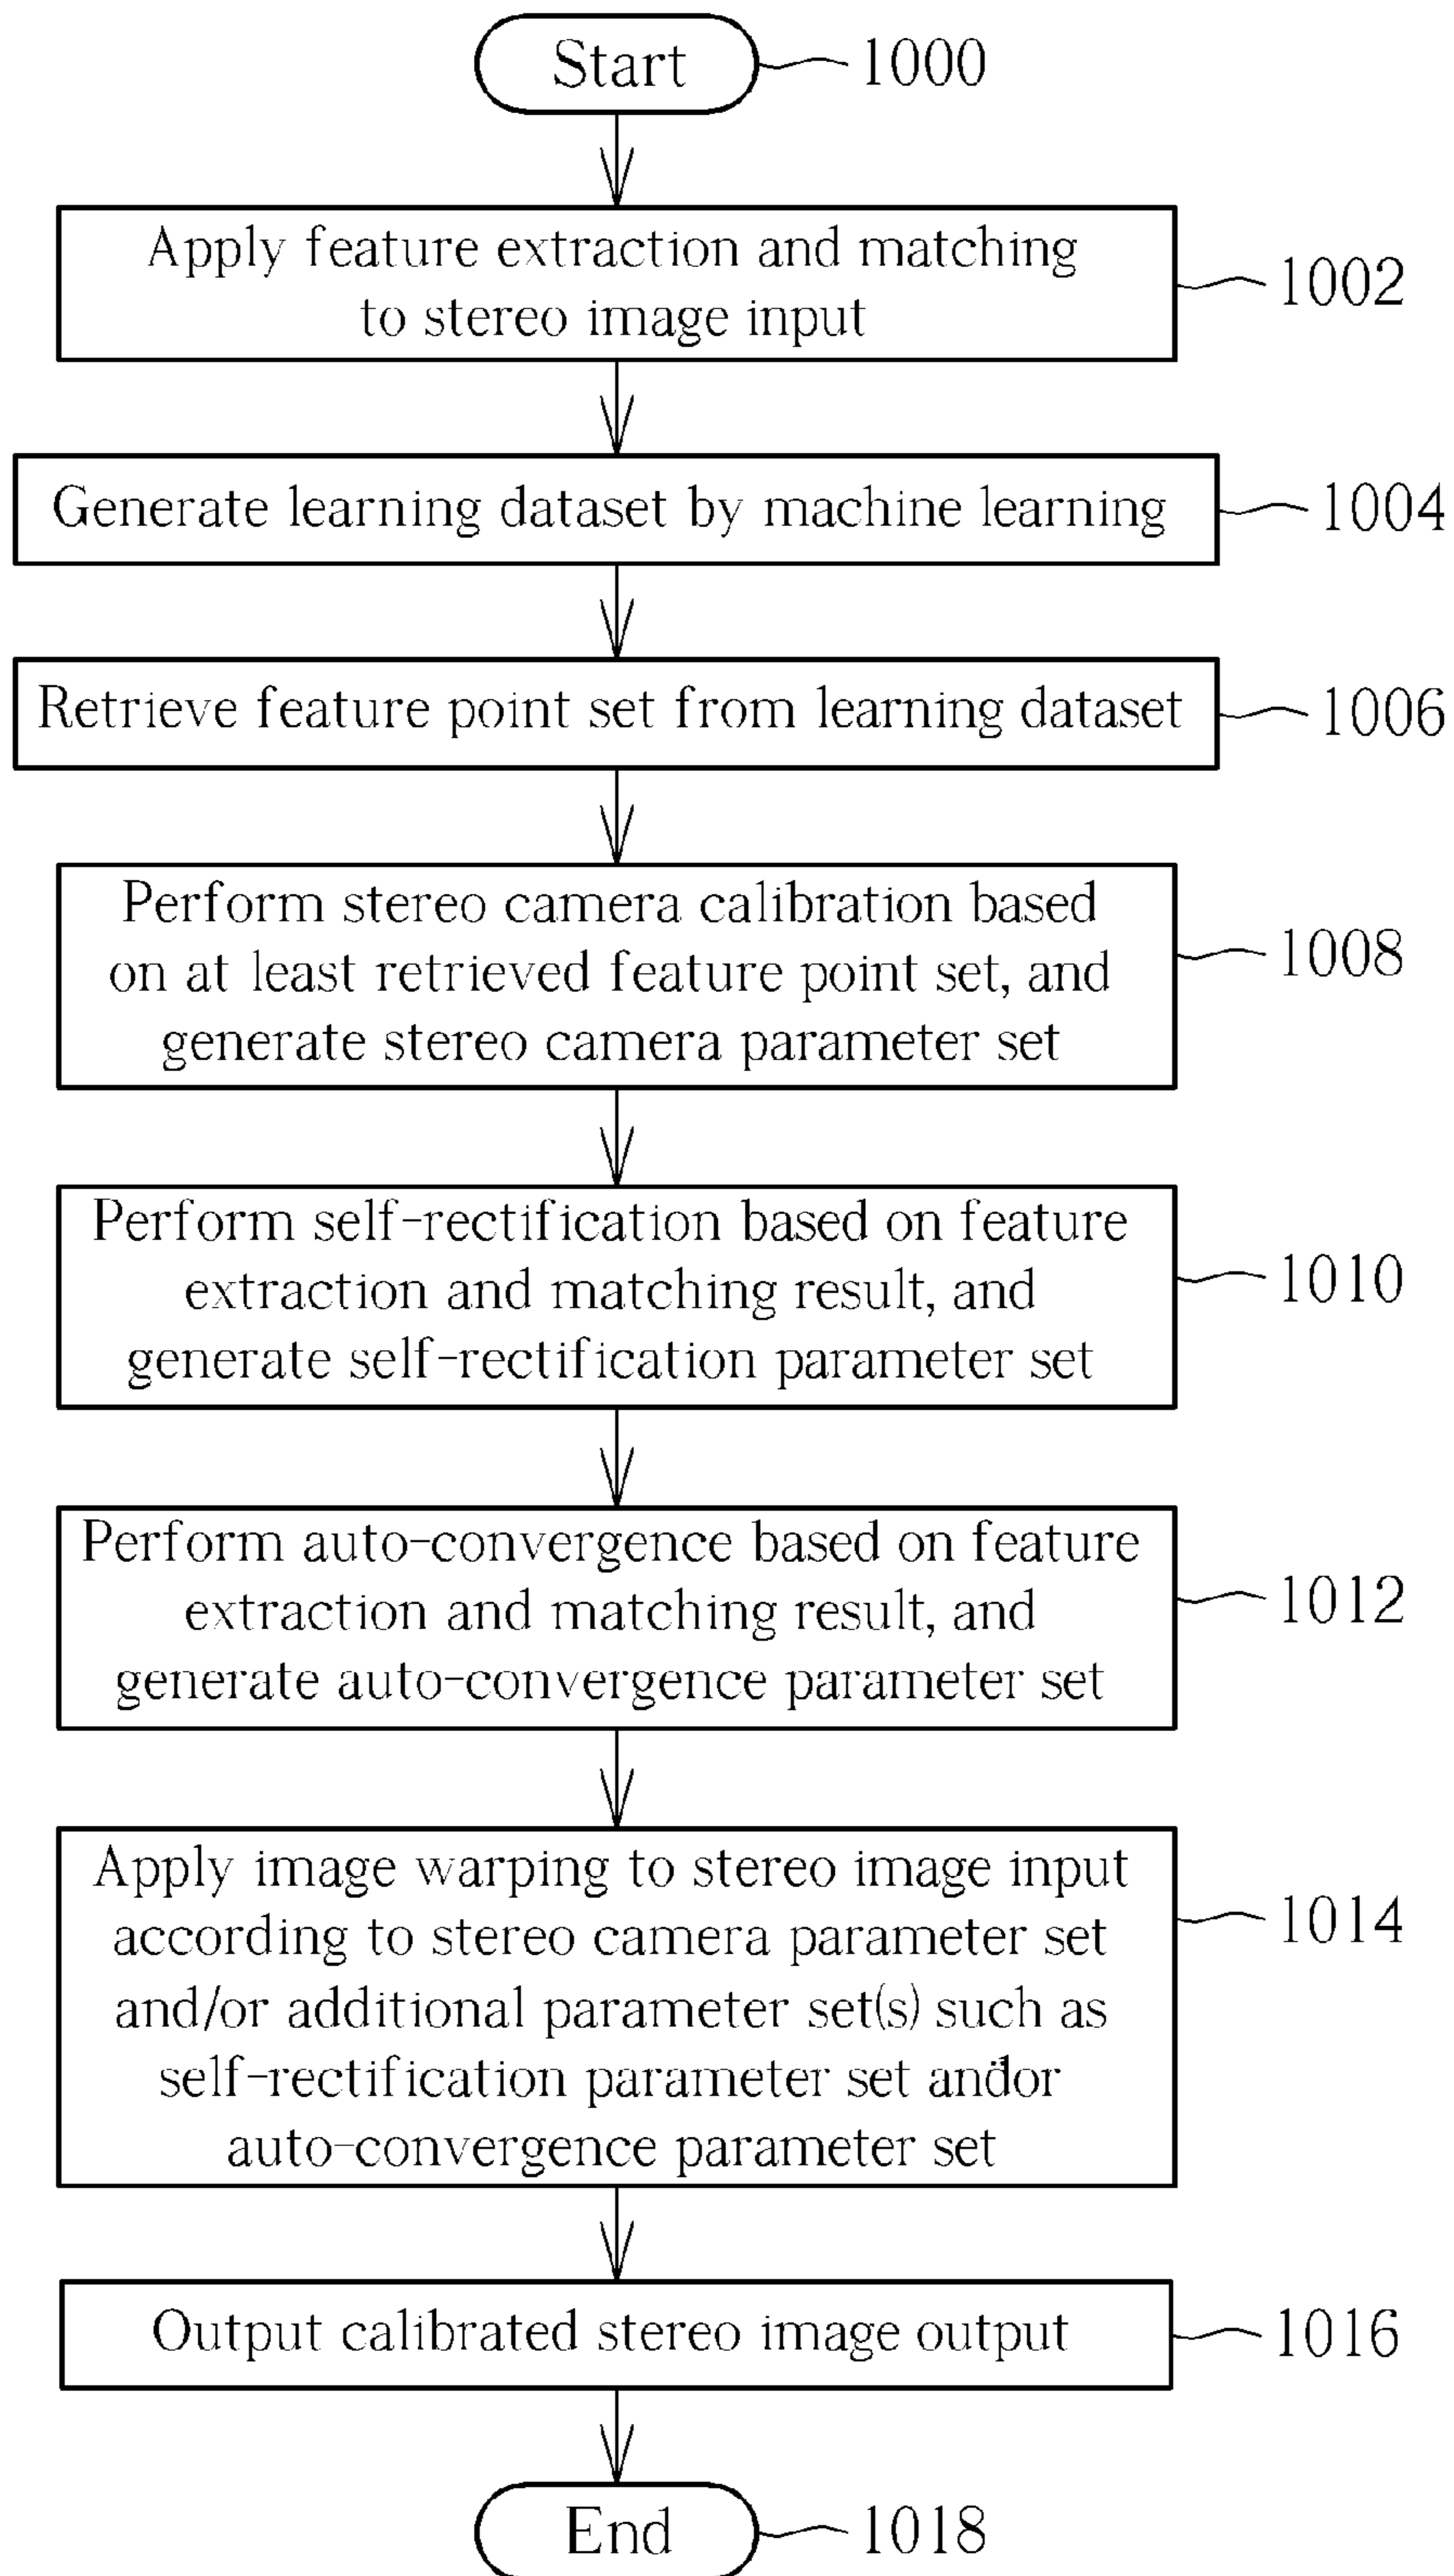 Start
1000
Apply feature extraction and matching
to stereo image input
1002
Generate learning dataset by machine learning
1004
Retrieve feature point set from learning dataset
1006
Perform stereo camera calibration based
on at least retrieved feature point set, and
generate stereo camera parameter set
1008
Perform self-rectification based on feature
extraction and matching result, and
generate self-rectification parameter set
1010
Perform auto-convergence based on feature
extraction and matching result, and
generate auto-convergence parameter set
1012
Apply image warping to stereo image input
according to stereo camera parameter set
and/or additional parameter set(s) such as
self-rectification parameter set andor
auto-convergence parameter set
1014
Output calibrated stereo image output
1016
End
1018